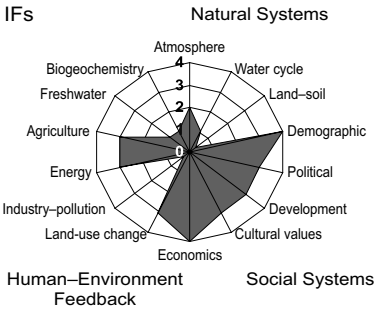 IFs
Natural Systems
Atmosphere
Biogeochemistry
4
Water cycle
Freshwater
3
Land–soil
2
Agriculture
1
Demographic
0
Energy
Political
Industry–pollution
Development
Land-use change
Cultural values
Economics
Human–Environment
Feedback
Social Systems